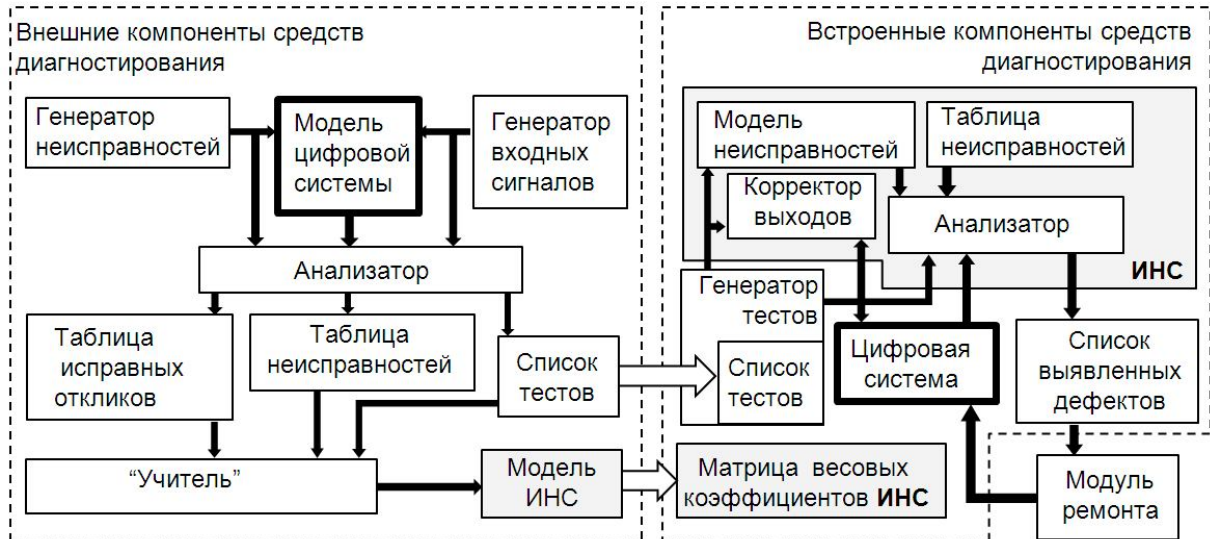 Внешние компоненты средств
диагностирования
Генератор
неисправностей
Модель
цифровой
системы
Генератор
входных
сигналов
Анализатор
Таблица
исправных
откликов
Таблица
неисправностей
Список
тестов
“Учитель”
Модель
ИНС
Встроенные компоненты средств
диагностирования
Модель
неисправностей
Таблица
неисправностей
Корректор
выходов
Анализатор
ИНС
Генератор
тестов
Список
тестов
Цифровая
система
Список
выявленных
дефектов
Матрица весовых
коэффициентов ИНС
Модуль
ремонта